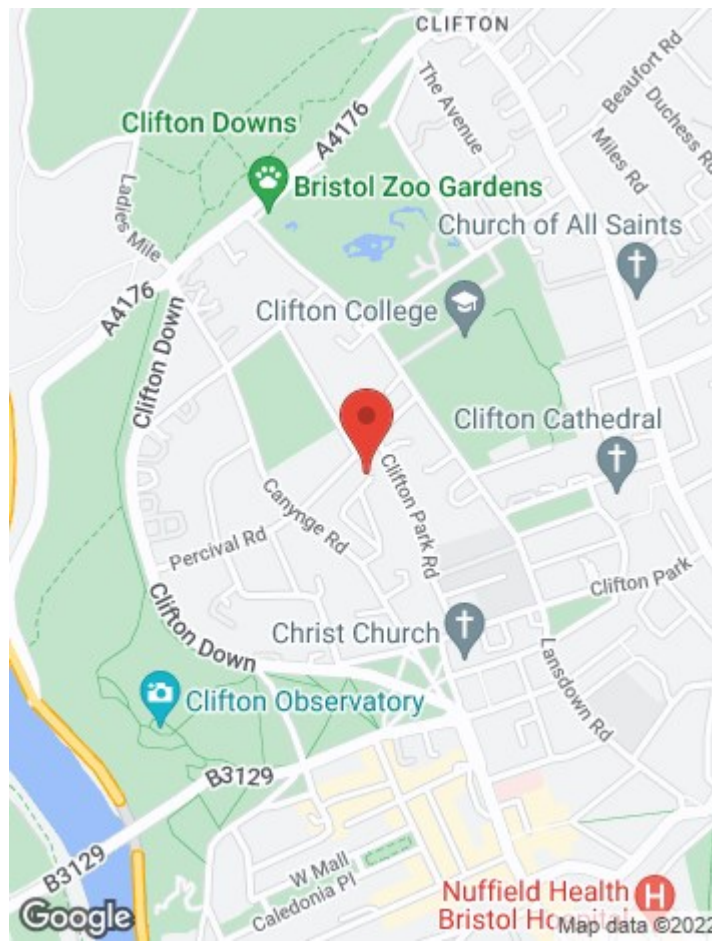 CLIFTON
Beaufort Rd
The Avenue
Duchess Rd
Clifton Downs
A4176
Miles Rd
Bristol Zoo Gardens
Ladies Mile
Church of All Saints
A4176
Clifton College
Clifton Down
Clifton Cathedral
Clifton Park Rd
Canynge Rd
Percival Rd
Clifton Park
Clifton Down
Christ Church
Lansdown Rd
Clifton Observatory
B3129
W Mall
B3129
Caledonia Pl
Nuffield Health
Bristol Hospital
Google
Map data ©2022